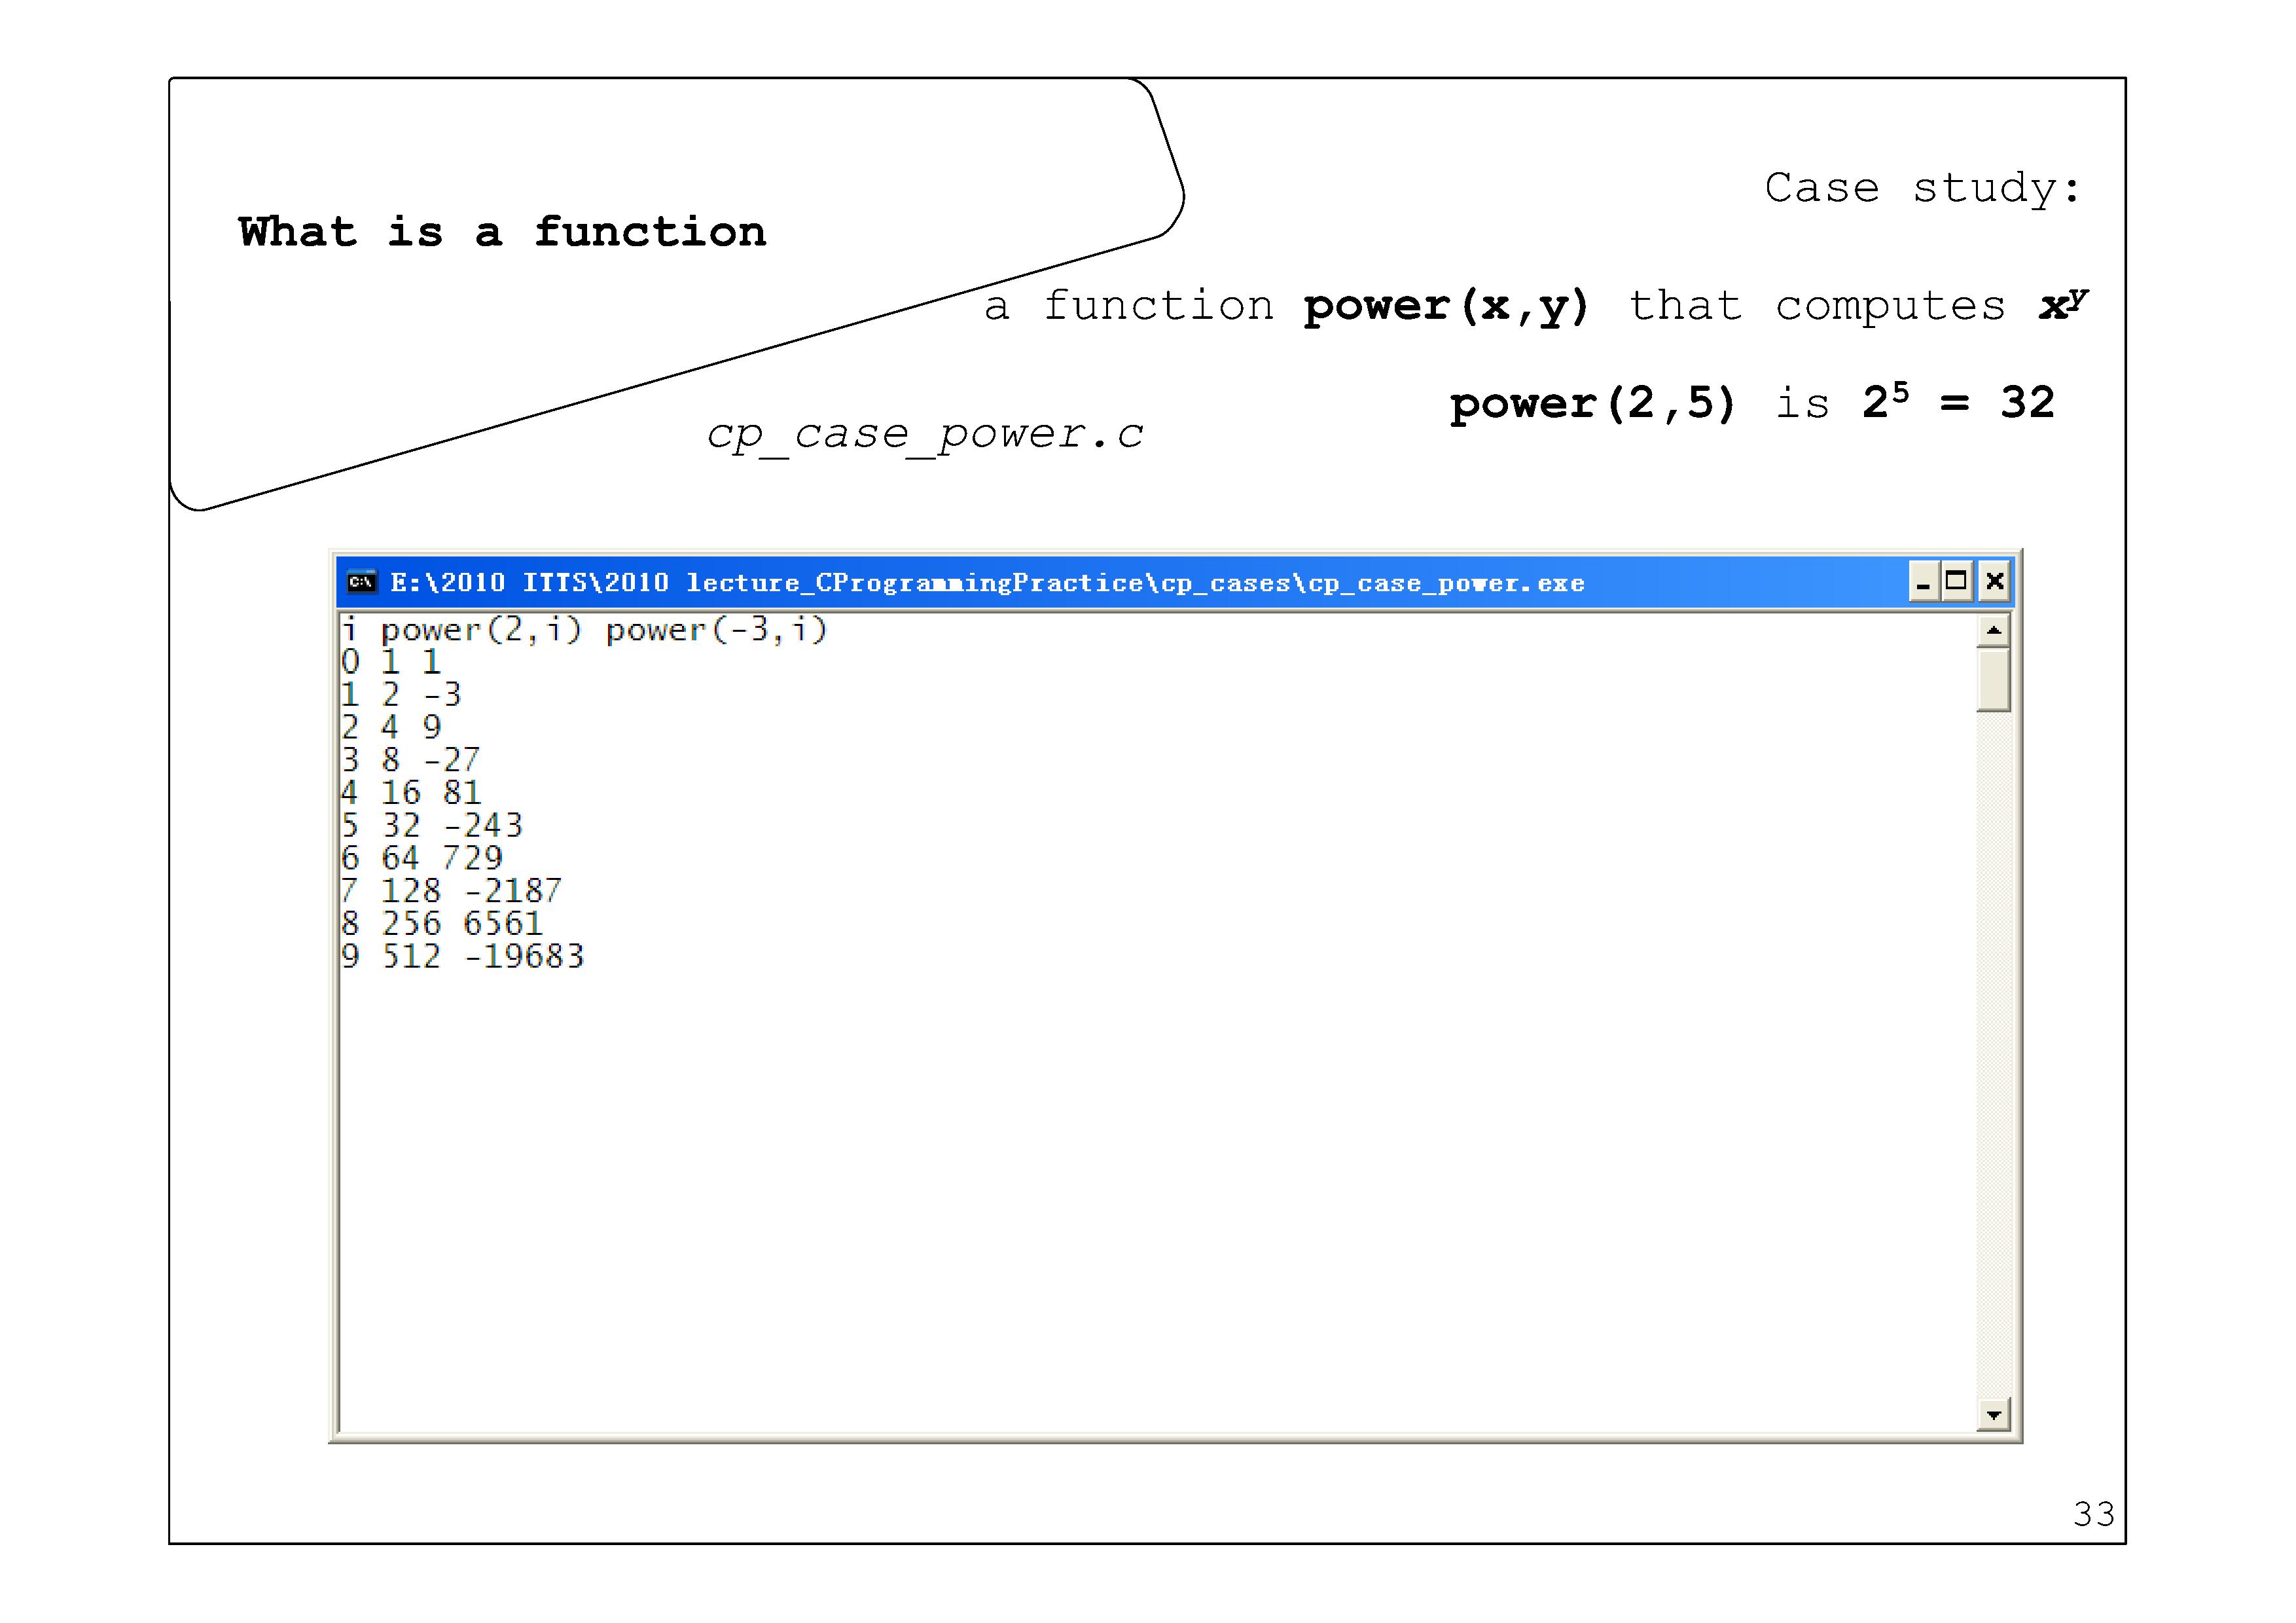 What is a function
Case study:
a function power(x,y) that computes xʸ
power(2,5) is 2⁵ = 32
cp_case_power.c
E:\2010 ITTS\2010 lecture_CProgrammingPractice\cp_cases\cp_case_power.exe
i power(2,i) power(-3,i)
0 1 1
1 2 -3
2 4 9
3 8 -27
4 16 81
5 32 -243
6 64 729
7 128 -2187
8 256 6561
9 512 -19683
33